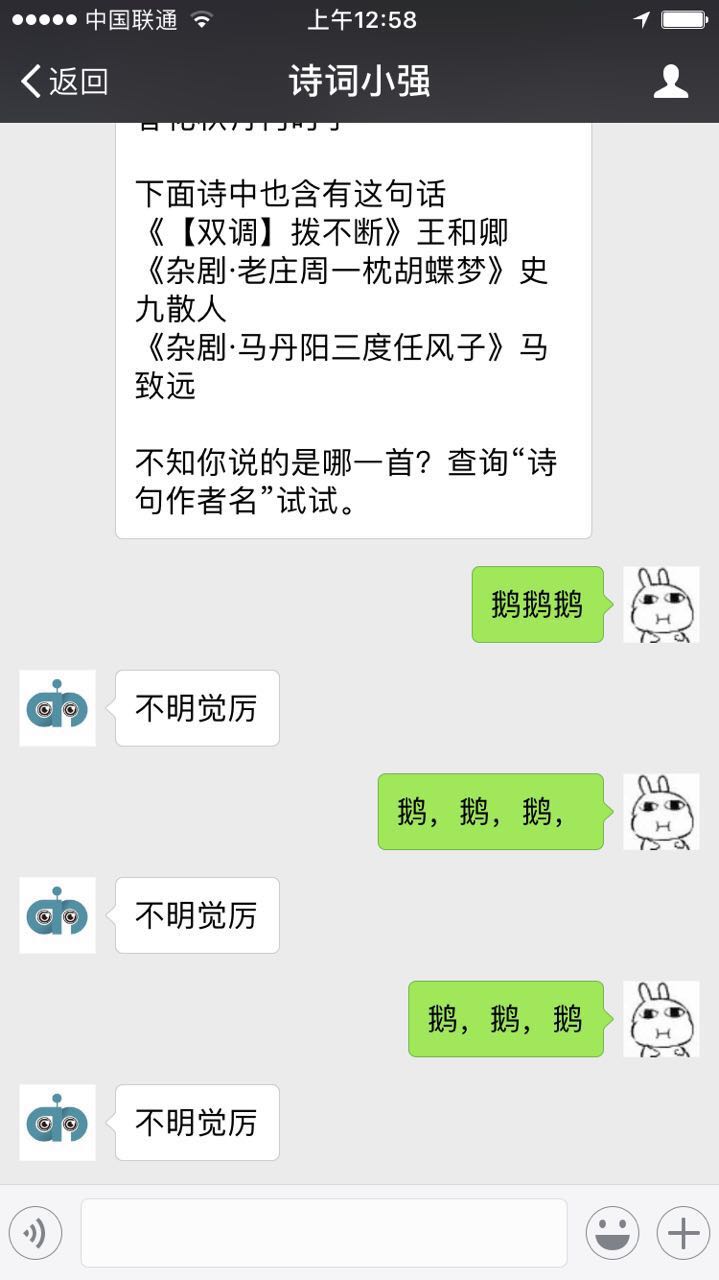 中国联通
上午12:58
返回
诗词小强
下面诗中也含有这句话
《【双调】拨不断》王和卿
《杂剧·老庄周一枕胡蝶梦》史
九散人
《杂剧·马丹阳三度任风子》马
致远
不知你说的是哪一首？查询“诗
句作者名”试试。
鹅鹅鹅
不明觉厉
鹅，鹅，鹅，
不明觉厉
鹅，鹅，鹅
不明觉厉